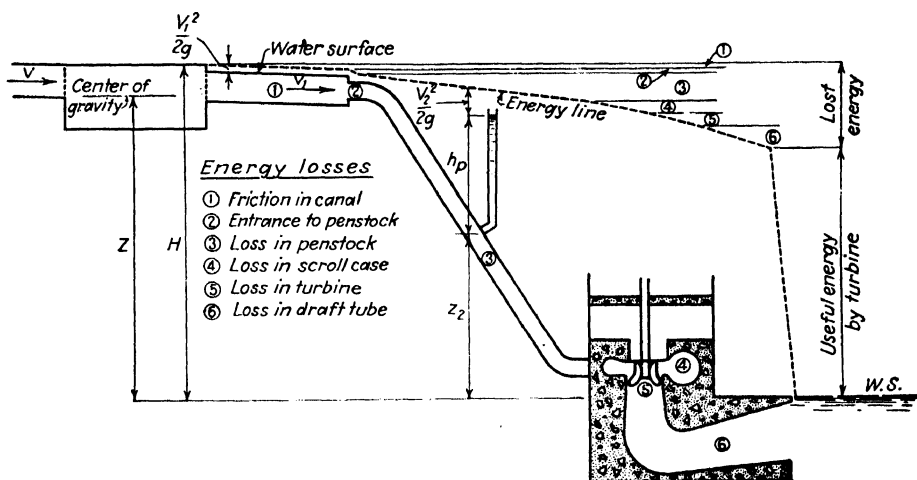 V₁²
2g
Water surface
V
Center of
gravity
① V₁
②
V₂²
2g
Energy line
①
②
③
④
⑤
⑥
Lost
energy
hp
Energy losses
① Friction in canal
② Entrance to penstock
③ Loss in penstock
④ Loss in scroll case
⑤ Loss in turbine
⑥ Loss in draft tube
Z
H
③
z₂
Useful energy
by turbine
④
⑤
⑥
W.S.